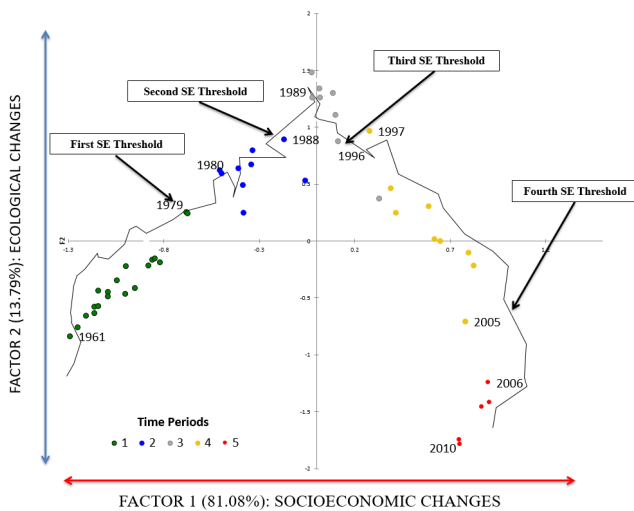 2
Third SE Threshold
1.5
Second SE Threshold
1989
1
1997
1988
First SE Threshold
1996
1980
0.5
Fourth SE Threshold
1979
F2
0
-1.3
-0.8
-0.3
0.2
0.7
1.2
-0.5
2005
1961
-1
2006
Time Periods
-1.5
1 2 3 4 5
2010
-2
FACTOR 2 (13.79%): ECOLOGICAL CHANGES
FACTOR 1 (81.08%): SOCIOECONOMIC CHANGES